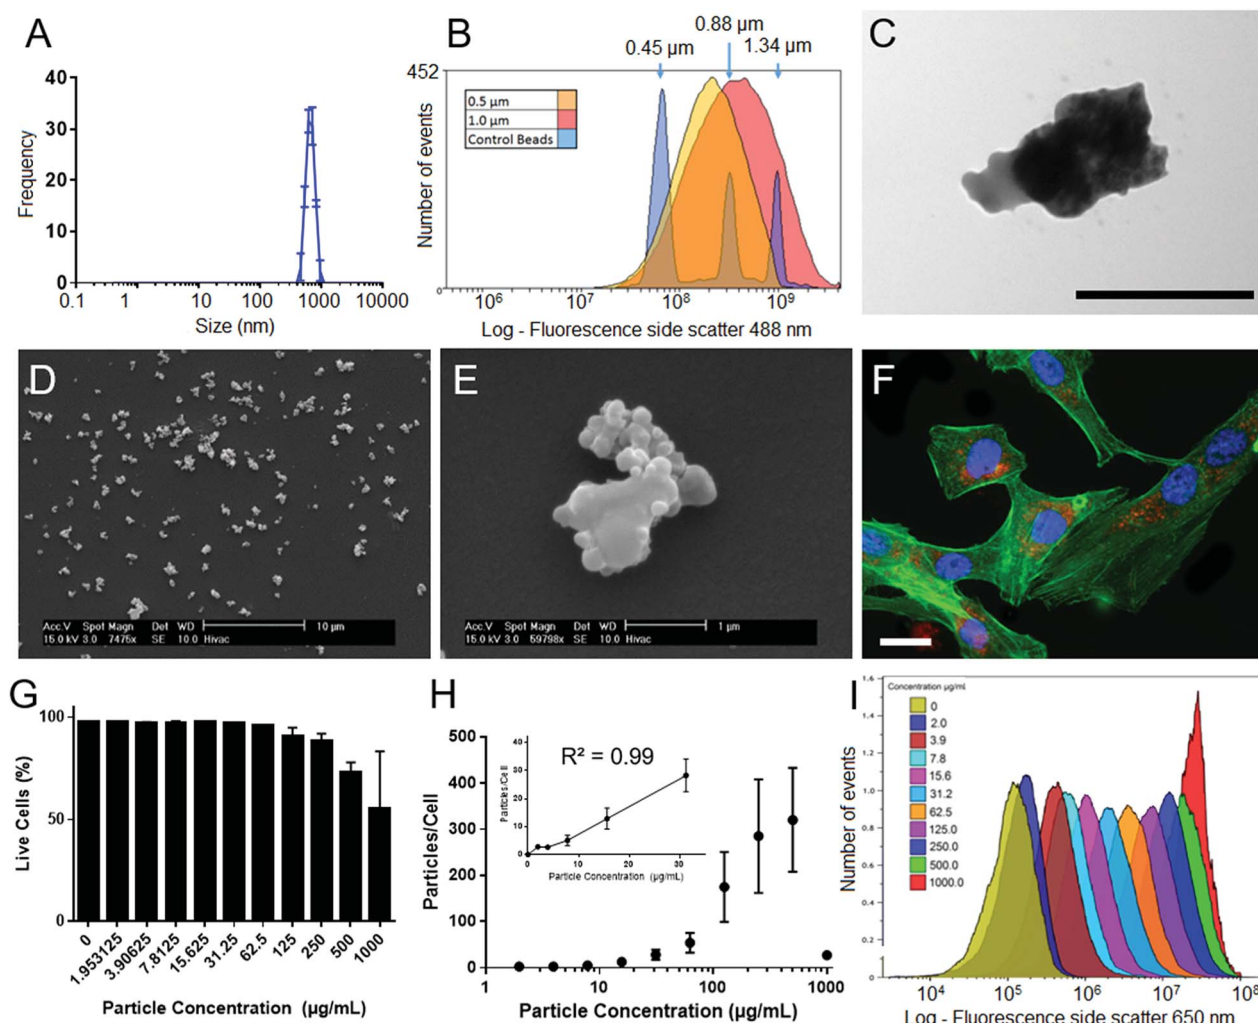 A
Frequency
40
30
20
10
0
0.1 1 10 100 1000 10000
Size (nm)
B
0.45 µm
0.88 µm
1.34 µm
452
0.5 µm
1.0 µm
Control Beads
Number of events
0
10⁶ 10⁷ 10⁸ 10⁹
Log - Fluorescence side scatter 488 nm
C
D
Acc.V Spot Magn Det WD 10 µm
15.0 kV 3.0 7475x SE 10.0 Hivac
E
Acc.V Spot Magn Det WD 1 µm
15.0 kV 3.0 59798x SE 10.0 Hivac
F
G
Live Cells (%)
100
50
0
0 1.953125 3.90625 7.8125 15.625 31.25 62.5 125 250 500 1000
Particle Concentration (µg/mL)
H
Particles/Cell
500
400
300
200
100
0
1 10 100 1000
Particle Concentration (µg/mL)
R² = 0.99
Particles/Cell
40
30
20
10
0
0 10 20 30
Particle Concentration (µg/mL)
I
Number of events
1.6
1.4
1.2
1.0
0.8
0.6
0.4
0.2
0
Concentration µg/ml
0
2.0
3.9
7.8
15.6
31.2
62.5
125.0
250.0
500.0
1000.0
10⁴ 10⁵ 10⁶ 10⁷ 10⁸
Log - Fluorescence side scatter 650 nm